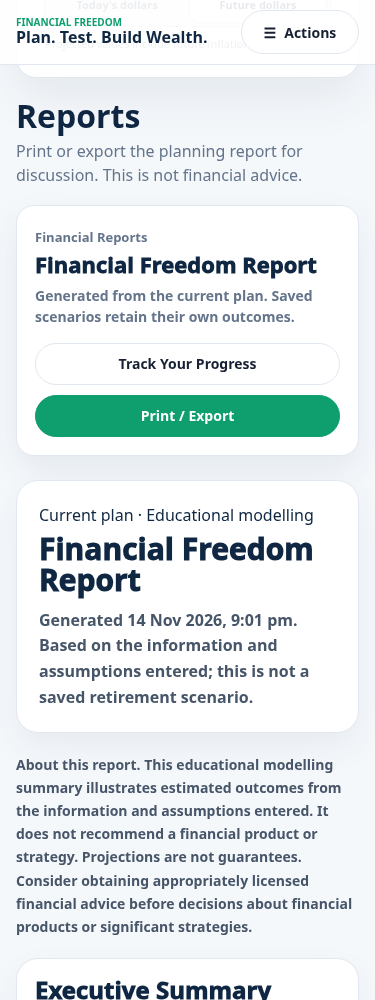 Today's dollars
Future dollars
FINANCIAL FREEDOM
Plan. Test. Build Wealth.
☰ Actions
Reports
Print or export the planning report for
discussion. This is not financial advice.
Financial Reports
Financial Freedom Report
Generated from the current plan. Saved
scenarios retain their own outcomes.
Track Your Progress
Print / Export
Current plan · Educational modelling
Financial Freedom
Report
Generated 14 Nov 2026, 9:01 pm.
Based on the information and
assumptions entered; this is not a
saved retirement scenario.
About this report. This educational modelling
summary illustrates estimated outcomes from
the information and assumptions entered. It
does not recommend a financial product or
strategy. Projections are not guarantees.
Consider obtaining appropriately licensed
financial advice before decisions about financial
products or significant strategies.
Executive Summary